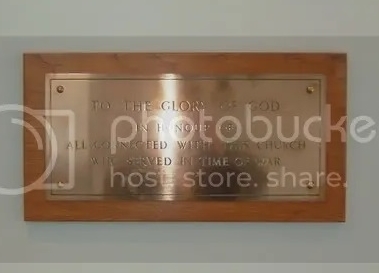 TO THE GLORY OF GOD
IN HONOUR OF
ALL CONNECTED WITH THIS CHURCH
WHO SERVED IN TIME OF WAR
photobucket
host. store. share.